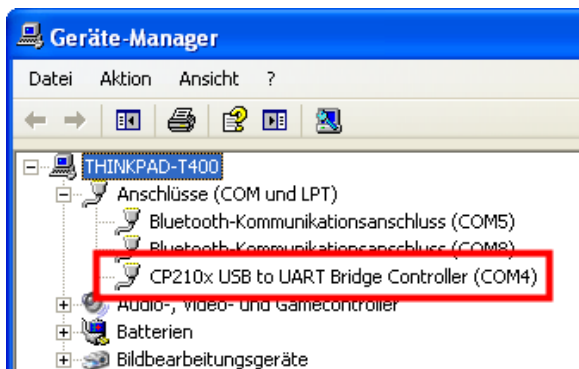 Geräte-Manager
Datei Aktion Ansicht ?
THINKPAD-T400
Anschlüsse (COM und LPT)
Bluetooth-Kommunikationsanschluss (COM5)
Bluetooth-Kommunikationsanschluss (COM8)
CP210x USB to UART Bridge Controller (COM4)
Audio-, Video- und Gamecontroller
Batterien
Bildbearbeitungsgeräte